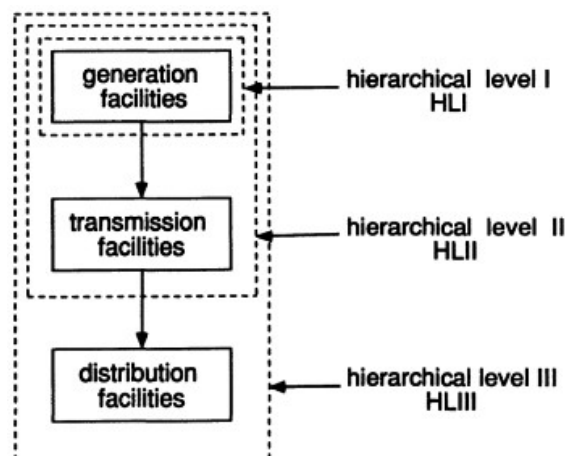 generation
facilities
hierarchical level I
HLI
transmission
facilities
hierarchical level II
HLII
distribution
facilities
hierarchical level III
HLIII